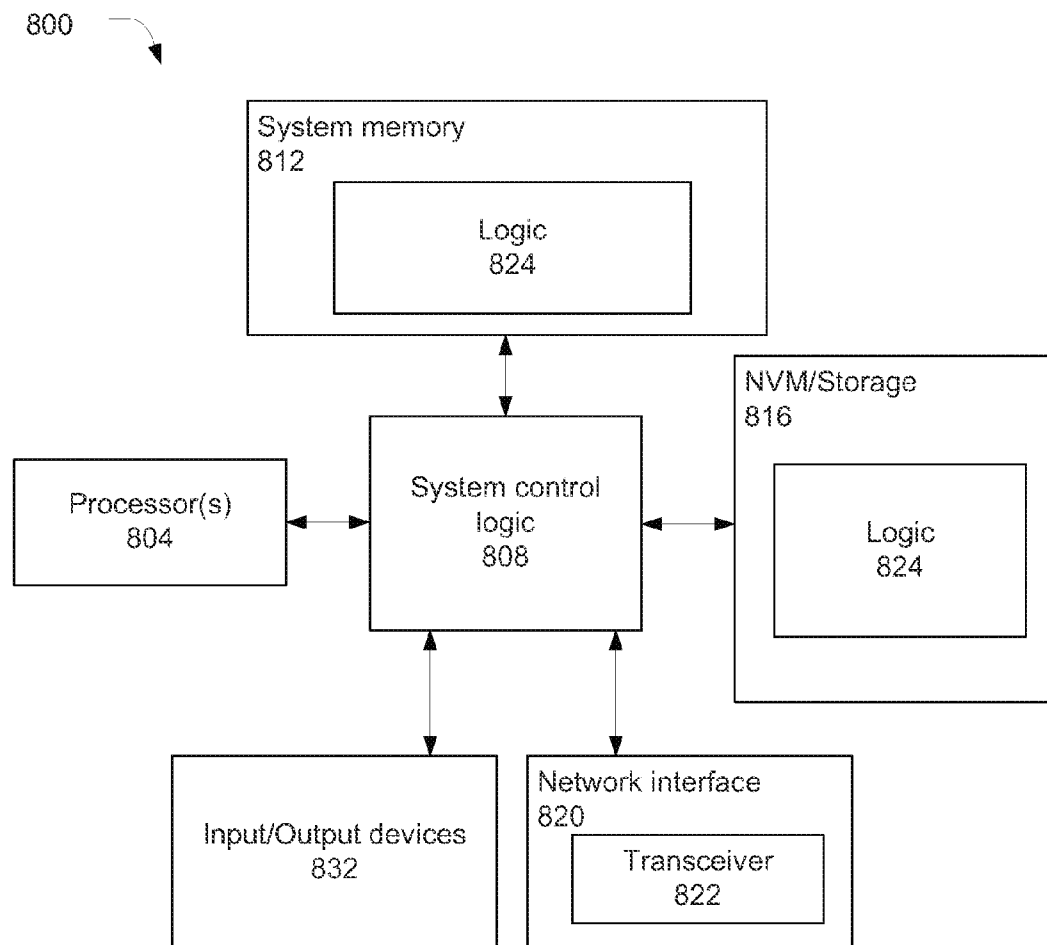 800
System memory
812
Logic
824
NVM/Storage
816
Logic
824
Processor(s)
804
System control
logic
808
Input/Output devices
832
Network interface
820
Transceiver
822